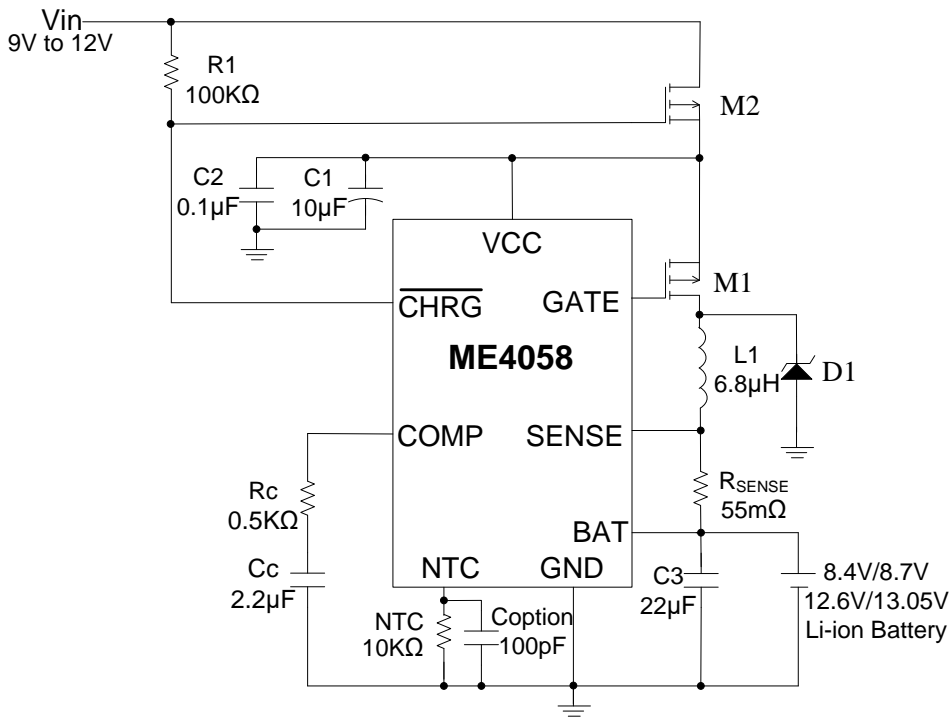 Vin
9V to 12V
R1
100KΩ
M2
C2
0.1µF
C1
10µF
VCC
M1
CHRG
GATE
ME4058
L1
6.8µH
D1
COMP
SENSE
Rc
0.5KΩ
RSENSE
55mΩ
BAT
Cc
2.2µF
NTC
GND
C3
22µF
8.4V/8.7V
12.6V/13.05V
Li-ion Battery
NTC
10KΩ
Coption
100pF